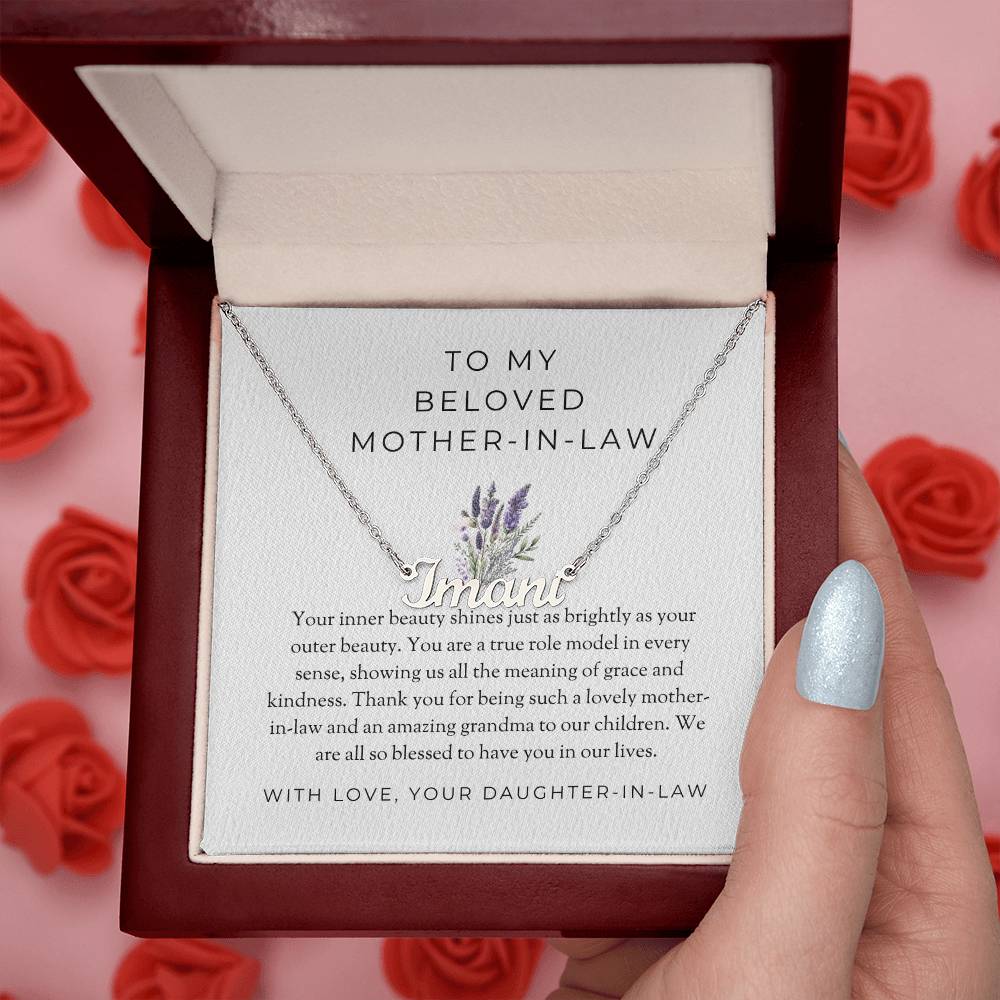 TO MY
BELOVED
MOTHER-IN-LAW
Imani
Your inner beauty shines just as brightly as your
outer beauty. You are a true role model in every
sense, showing us all the meaning of grace and
kindness. Thank you for being such a lovely mother-
in-law and an amazing grandma to our children. We
are all so blessed to have you in our lives.
WITH LOVE, YOUR DAUGHTER-IN-LAW